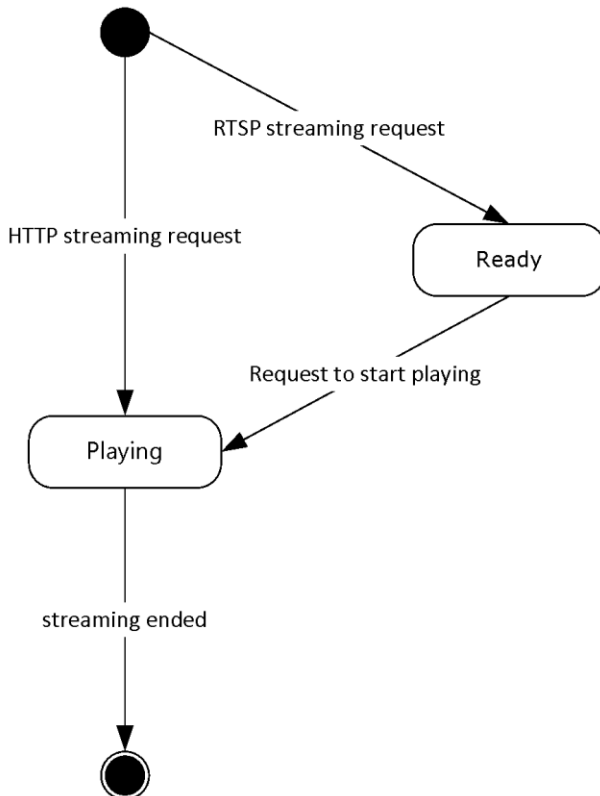 RTSP streaming request
HTTP streaming request
Ready
Request to start playing
Playing
streaming ended